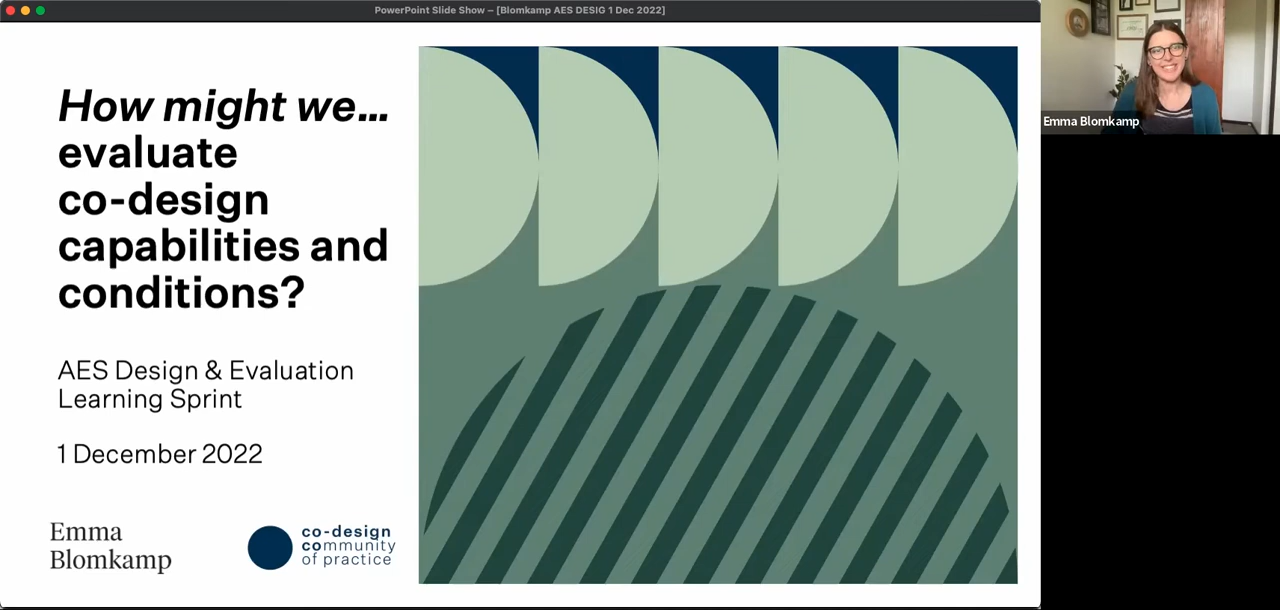 PowerPoint Slide Show – [Blomkamp AES DESIG 1 Dec 2022]
How might we...
evaluate
co-design
capabilities and
conditions?
AES Design & Evaluation
Learning Sprint
1 December 2022
Emma
Blomkamp
co-design
community
of practice
Emma Blomkamp